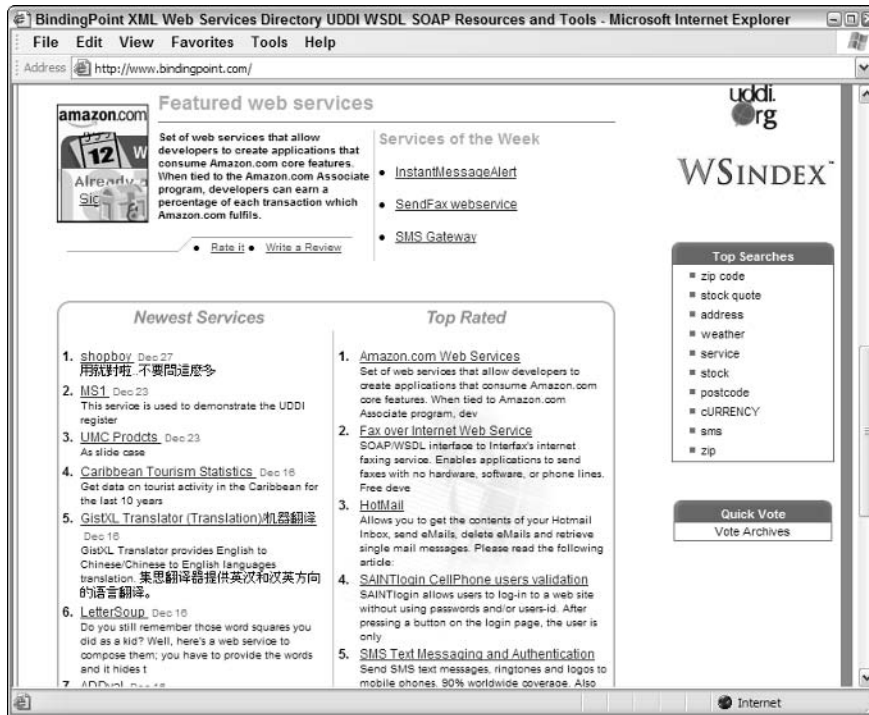 BindingPoint XML Web Services Directory UDDI WSDL SOAP Resources and Tools - Microsoft Internet Explorer
File Edit View Favorites Tools Help
Address http://www.bindingpoint.com/
amazon.com
12 W
Already a
Sig
Featured web services
Set of web services that allow
developers to create applications that
consume Amazon.com core features.
When tied to the Amazon.com Associate
program, developers can earn a
percentage of each transaction which
Amazon.com fulfils.
• Rate it • Write a Review
Services of the Week
• InstantMessageAlert
• SendFax webservice
• SMS Gateway
uddi.
org
WSINDEX™
Top Searches
zip code
stock quote
address
weather
service
stock
postcode
cURRENCY
sms
zip
Quick Vote
Vote Archives
Newest Services
1. shopboy Dec 27
用就對啦..不要問這麼多
2. MS1 Dec 23
This service is used to demonstrate the UDDI
register
3. UMC Prodcts Dec 23
As slide case
4. Caribbean Tourism Statistics Dec 16
Get data on tourist activity in the Caribbean for
the last 10 years
5. GistXL Translator (Translation)/机器翻译
Dec 16
GistXL Translator provides English to
Chinese/Chinese to English languages
translation. 集思翻译器提供英汉和汉英方向
的语言翻译。
6. LetterSoup Dec 16
Do you still remember those word squares you
did as a kid? Well, here's a web service to
compose them; you have to provide the words
and it hides t
7.
Top Rated
1. Amazon.com Web Services
Set of web services that allow developers to
create applications that consume Amazon.com
core features. When tied to Amazon.com
Associate program, dev
2. Fax over Internet Web Service
SOAP/WSDL interface to Interfax's internet
faxing service. Enables applications to send
faxes with no hardware, software, or phone lines.
Free deve
3. HotMail
Allows you to get the contents of your Hotmail
Inbox, send eMails, delete eMails and retrieve
single mail messages. Please read the following
article:
4. SAINTlogin CellPhone users validation
SAINTlogin allows users to log-in to a web site
without using passwords and/or users-id. After
pressing a button on the login page, the user is
only
5. SMS Text Messaging and Authentication
Send SMS text messages, ringtones and logos to
mobile phones. 90% worldwide coverage. Also
Internet